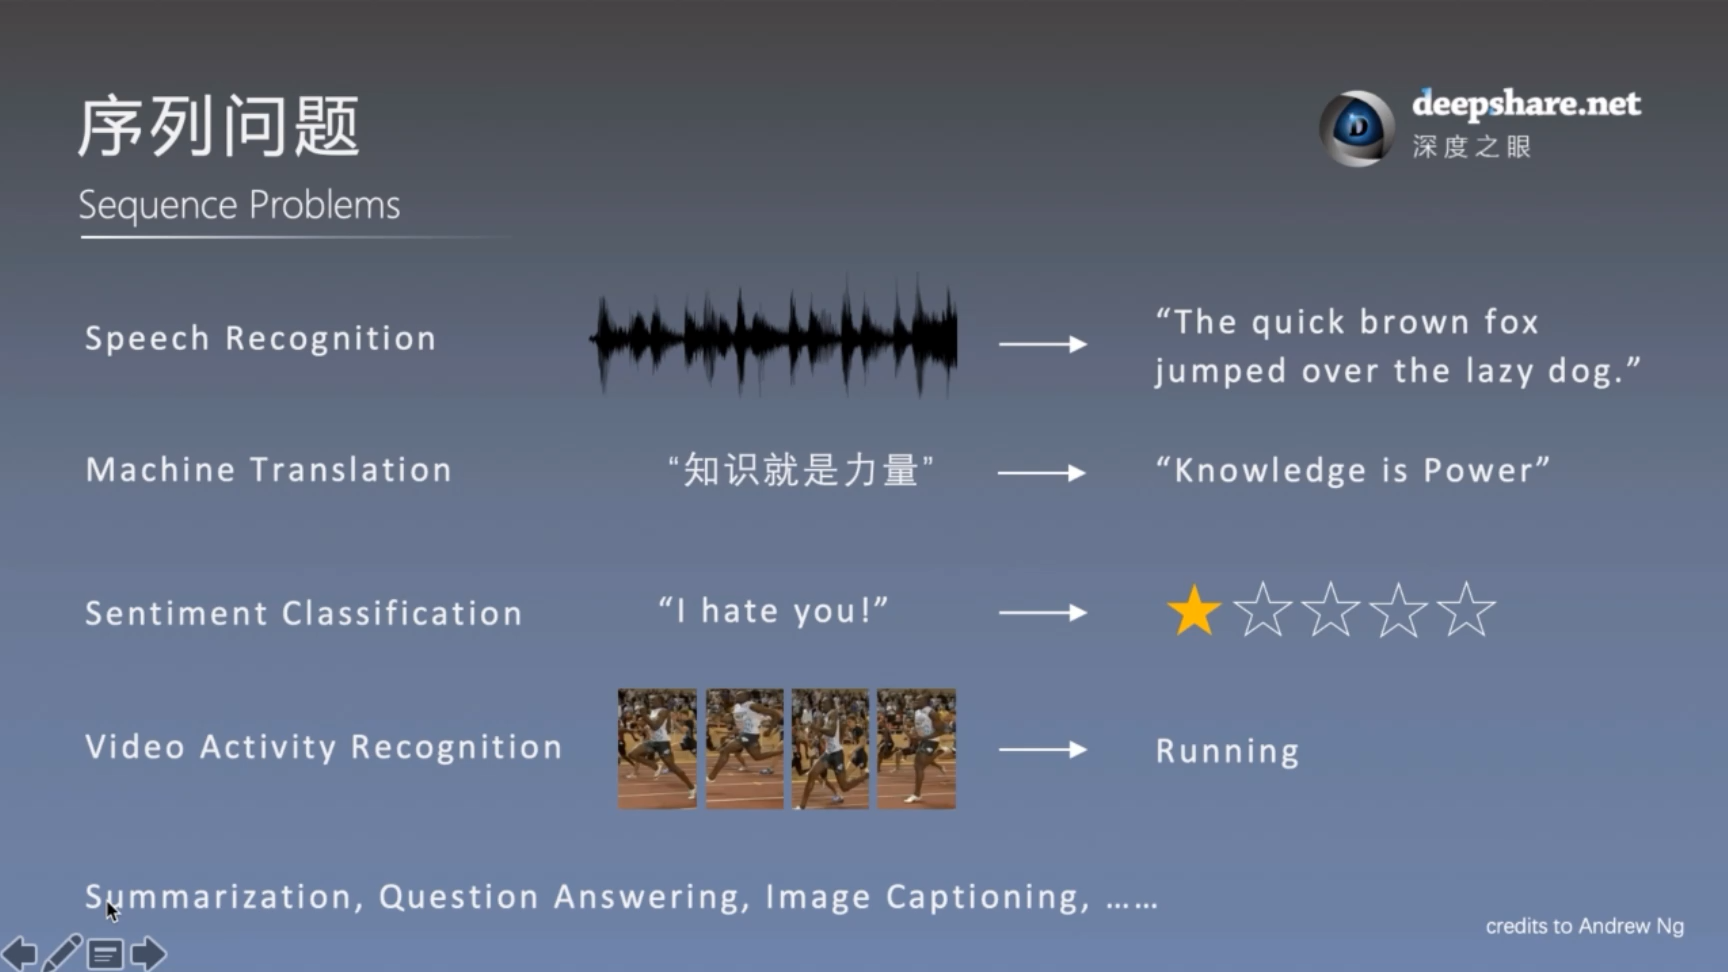 序列问题
Sequence Problems
deepshare.net
深度之眼
Speech Recognition
“The quick brown fox
jumped over the lazy dog.”
Machine Translation
“知识就是力量”
“Knowledge is Power”
Sentiment Classification
“I hate you!”
Video Activity Recognition
Running
Summarization, Question Answering, Image Captioning, ……
credits to Andrew Ng